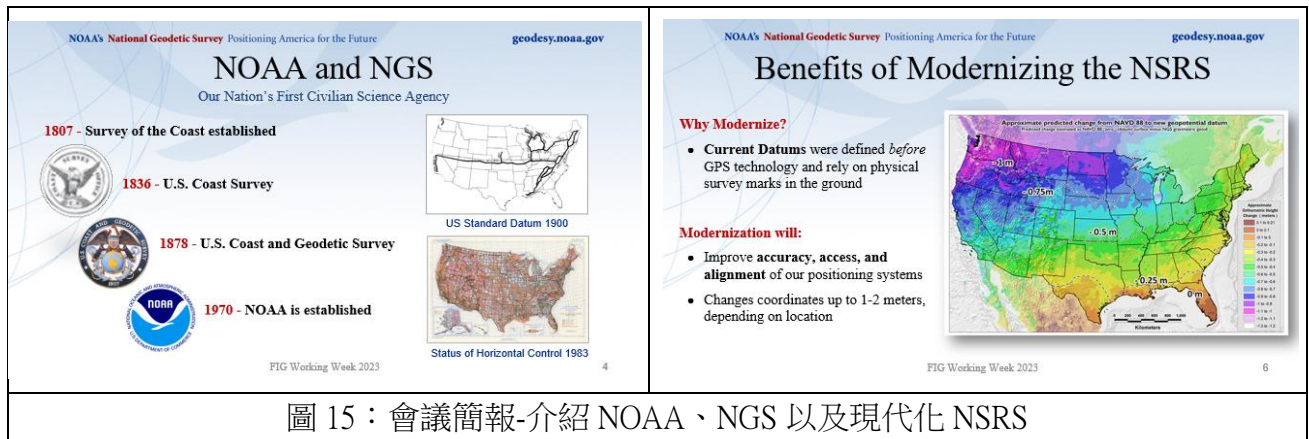 NOAA's National Geodetic Survey Positioning America for the Future
geodesy.noaa.gov
NOAA and NGS
Our Nation's First Civilian Science Agency
1807 - Survey of the Coast established
1836 - U.S. Coast Survey
1878 - U.S. Coast and Geodetic Survey
1970 - NOAA is established
NOAA
US Standard Datum 1900
Status of Horizontal Control 1983
FIG Working Week 2023
4
NOAA's National Geodetic Survey Positioning America for the Future
geodesy.noaa.gov
Benefits of Modernizing the NSRS
Why Modernize?
• Current Datums were defined before
GPS technology and rely on physical
survey marks in the ground
Modernization will:
• Improve accuracy, access, and
alignment of our positioning systems
• Changes coordinates up to 1-2 meters,
depending on location
Approximate predicted change from NAVD 88 to new geopotential datum
- 1 m
-0.75m
-0.5 m
-0.25 m
0 m
Kilometers
FIG Working Week 2023
6
圖 15：會議簡報-介紹 NOAA、NGS 以及現代化 NSRS